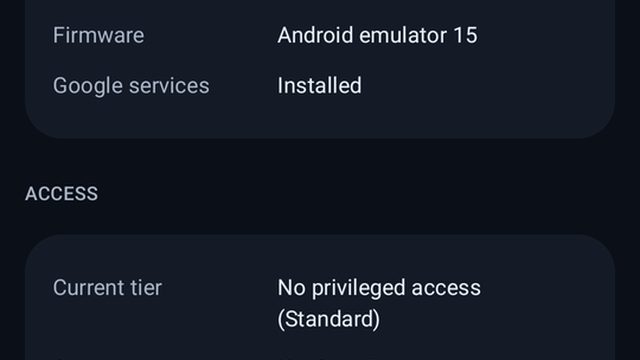 Firmware Android emulator 15
Google services Installed
ACCESS
Current tier No privileged access
(Standard)